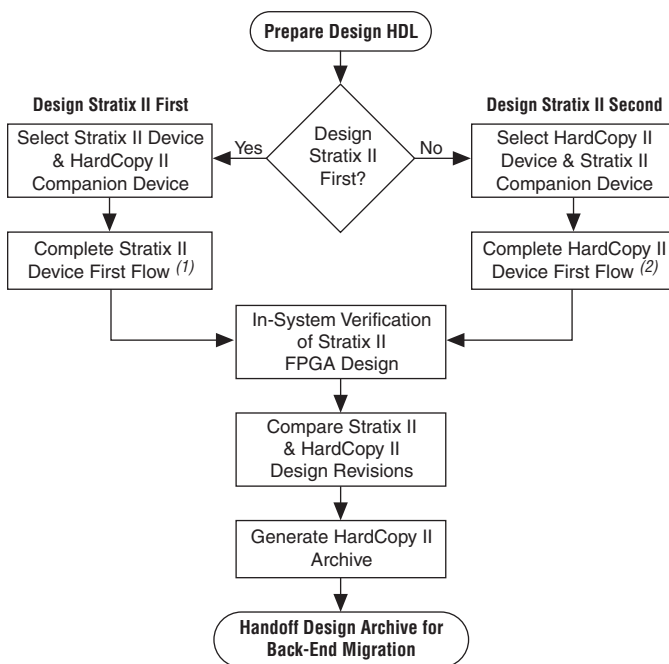 Prepare Design HDL
Design Stratix II First
Select Stratix II Device
& HardCopy II
Companion Device
Yes
Design
Stratix II
First?
No
Design Stratix II Second
Select HardCopy II
Device & Stratix II
Companion Device
Complete Stratix II
Device First Flow (1)
Complete HardCopy II
Device First Flow (2)
In-System Verification
of Stratix II
FPGA Design
Compare Stratix II
& HardCopy II
Design Revisions
Generate HardCopy II
Archive
Handoff Design Archive for
Back-End Migration